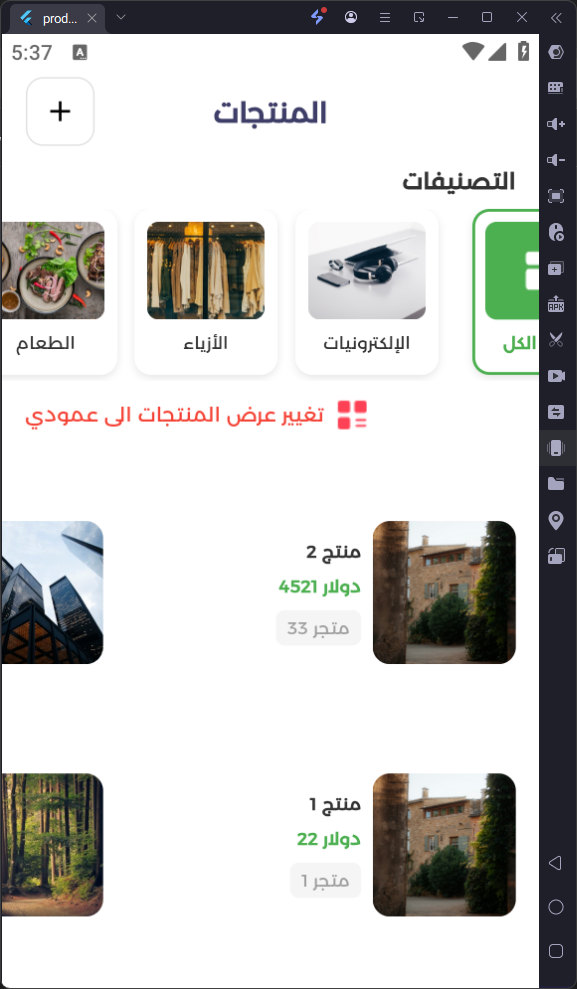 prod...
5:37
A
المنتجات
التصنيفات
الكل
الإلكترونيات
الأزياء
الطعام
تغيير عرض المنتجات الى عمودي
منتج 2
دولار 4521
متجر 33
منتج 1
دولار 22
متجر 1
APK